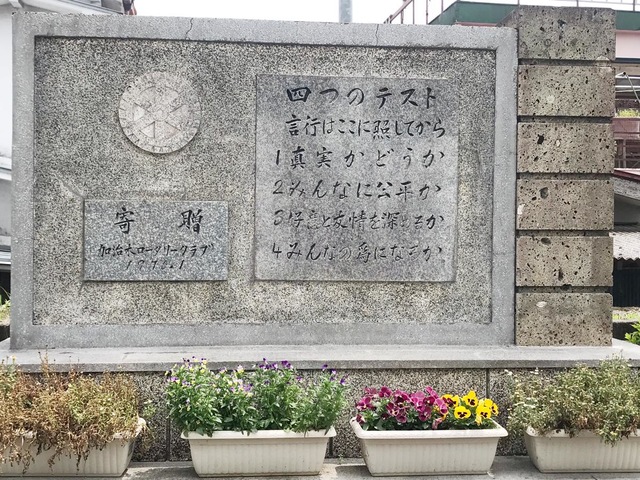 四つのテスト
言行はここに照してから
1 真実かどうか
2 みんなに公平か
3 好意と友情を深めるか
4 みんなの為になるか
寄贈
加治木ロータリークラブ